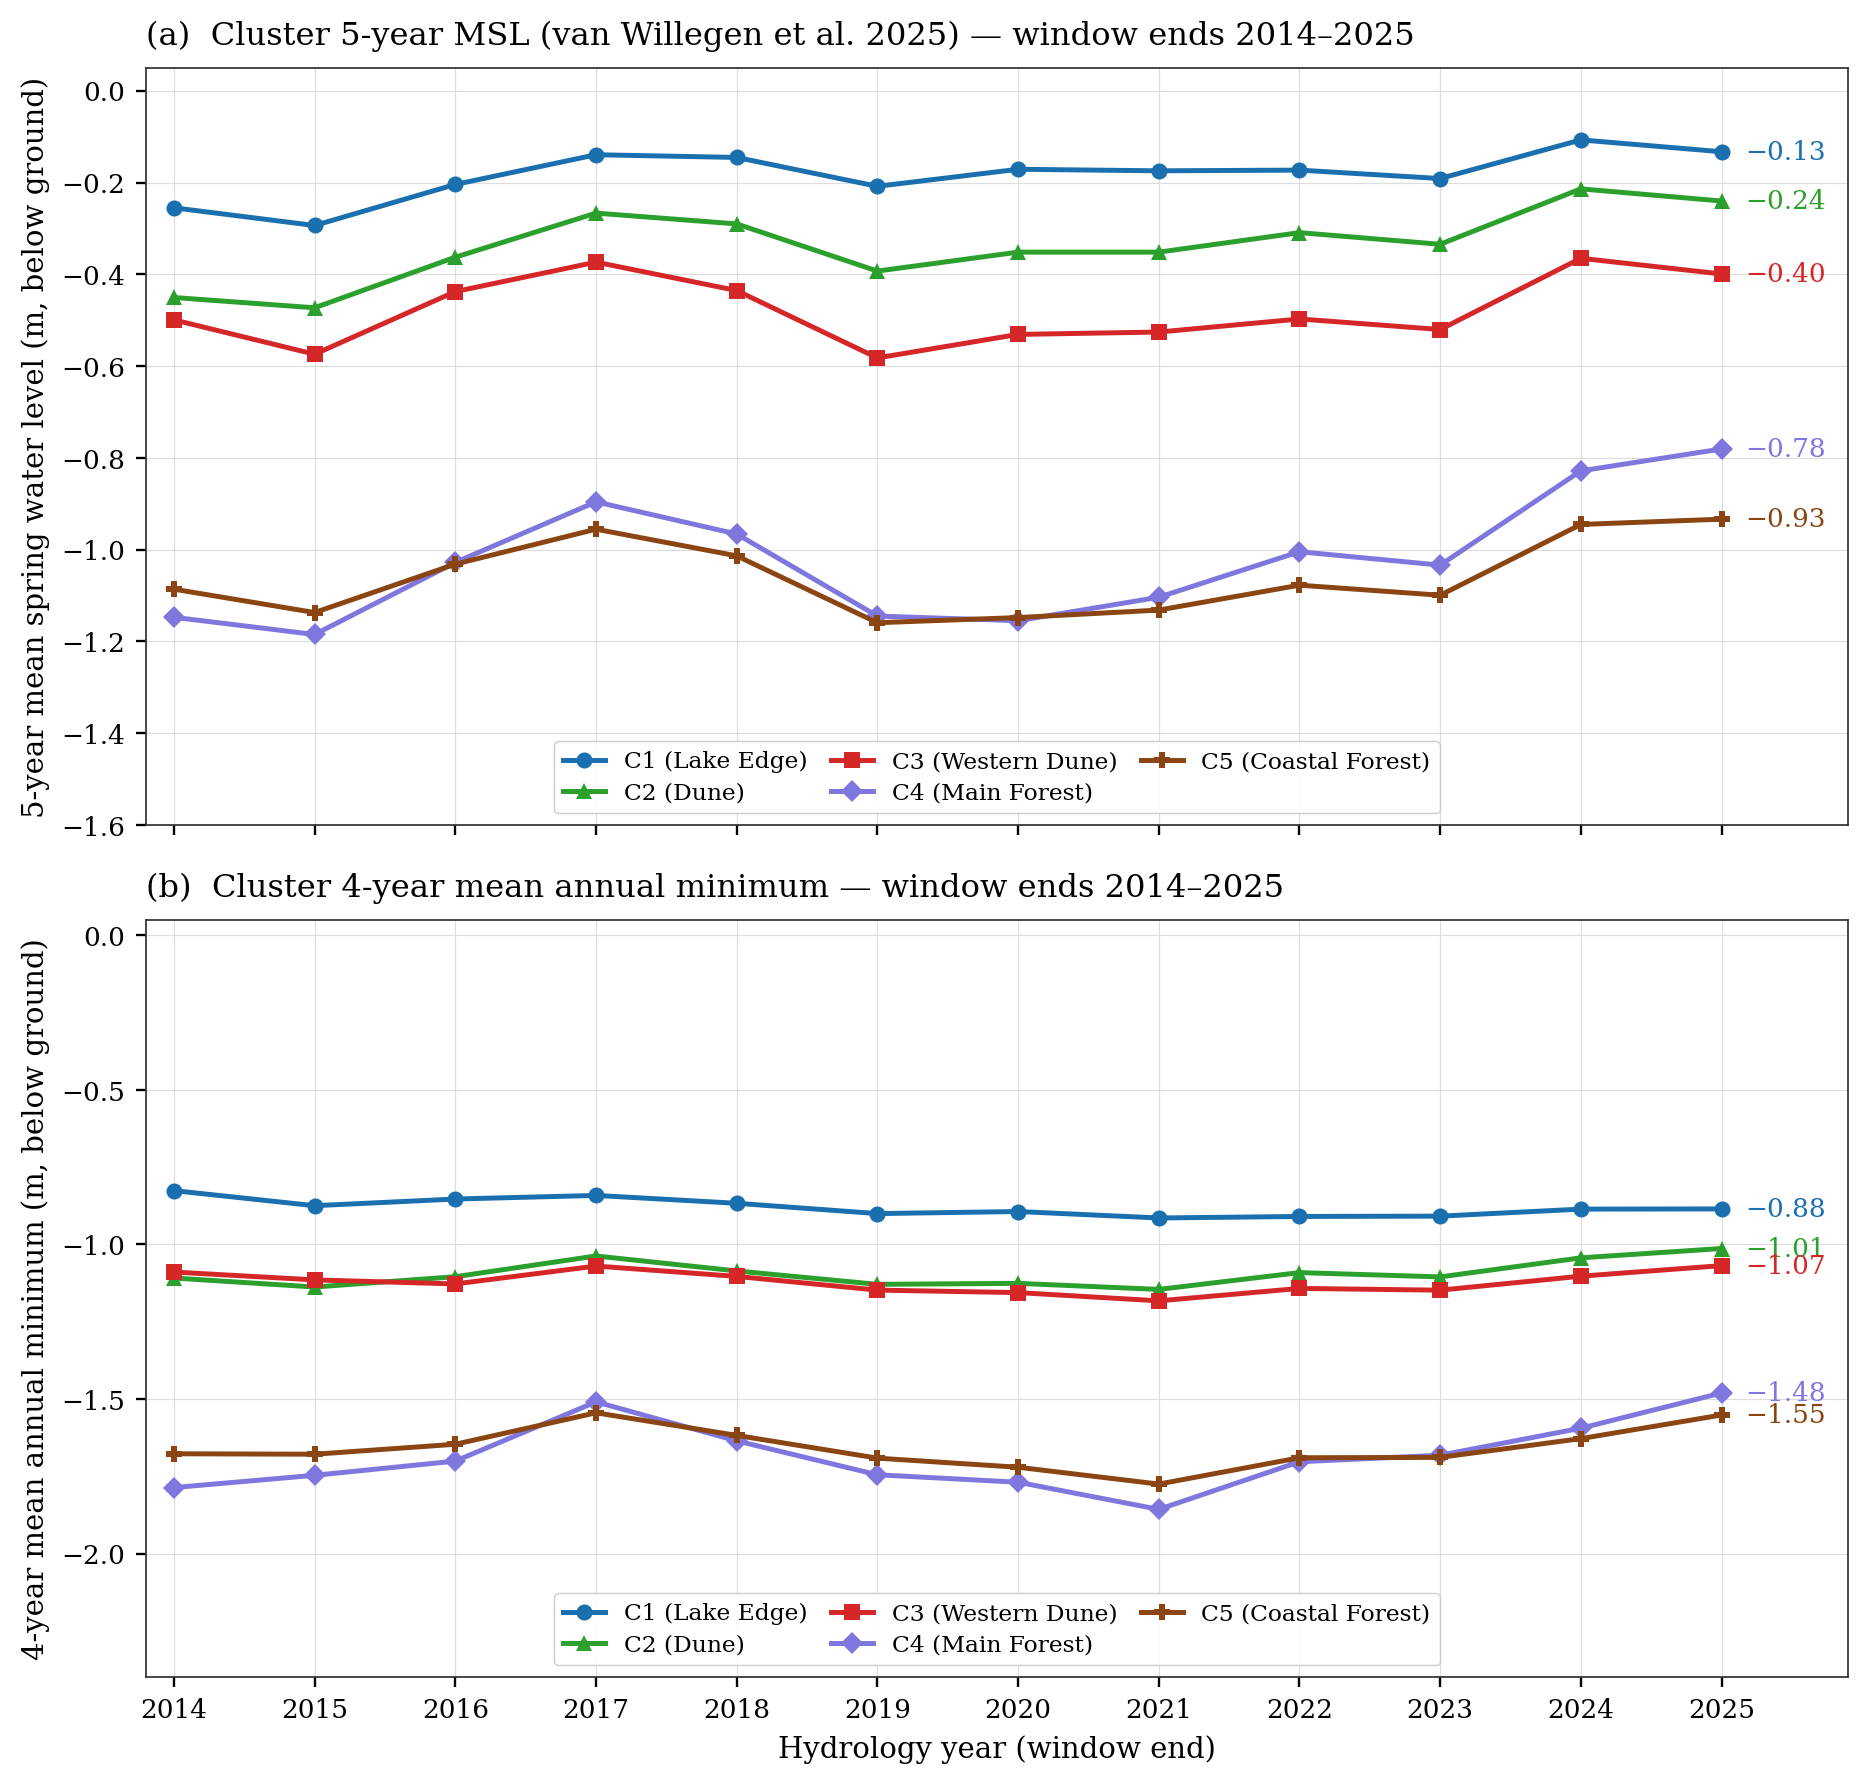 (a)  Cluster 5-year MSL (van Willegen et al. 2025) — window ends 2014–2025
5-year mean spring water level (m, below ground)
0.0
−0.2
−0.4
−0.6
−0.8
−1.0
−1.2
−1.4
−1.6
−0.13
−0.24
−0.40
−0.78
−0.93
C1 (Lake Edge)
C2 (Dune)
C3 (Western Dune)
C4 (Main Forest)
C5 (Coastal Forest)
(b)  Cluster 4-year mean annual minimum — window ends 2014–2025
4-year mean annual minimum (m, below ground)
0.0
−0.5
−1.0
−1.5
−2.0
−0.88
−1.01
−1.07
−1.48
−1.55
C1 (Lake Edge)
C2 (Dune)
C3 (Western Dune)
C4 (Main Forest)
C5 (Coastal Forest)
2014 2015 2016 2017 2018 2019 2020 2021 2022 2023 2024 2025
Hydrology year (window end)